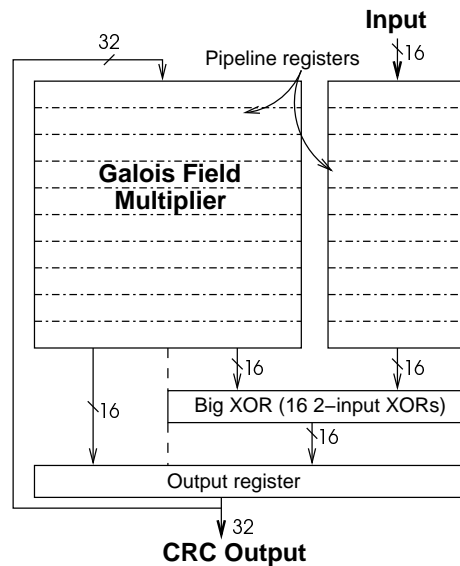 Input
32
16
Pipeline registers
Galois Field
Multiplier
16
16
16
Big XOR (16 2−input XORs)
16
Output register
32
CRC Output